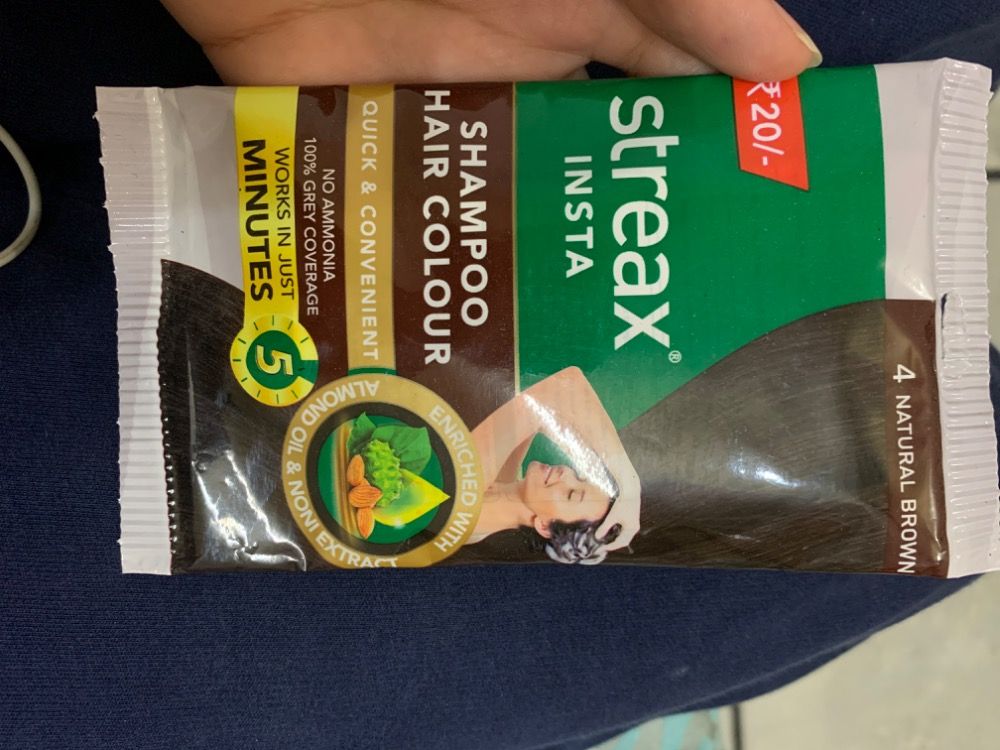 ₹20/-
4 NATURAL BROWN
streax®
INSTA
SHAMPOO
HAIR COLOUR
QUICK & CONVENIENT
NO AMMONIA
100% GREY COVERAGE
WORKS IN JUST
MINUTES
5
ENRICHED WITH
ALMOND OIL & NONI EXTRACT